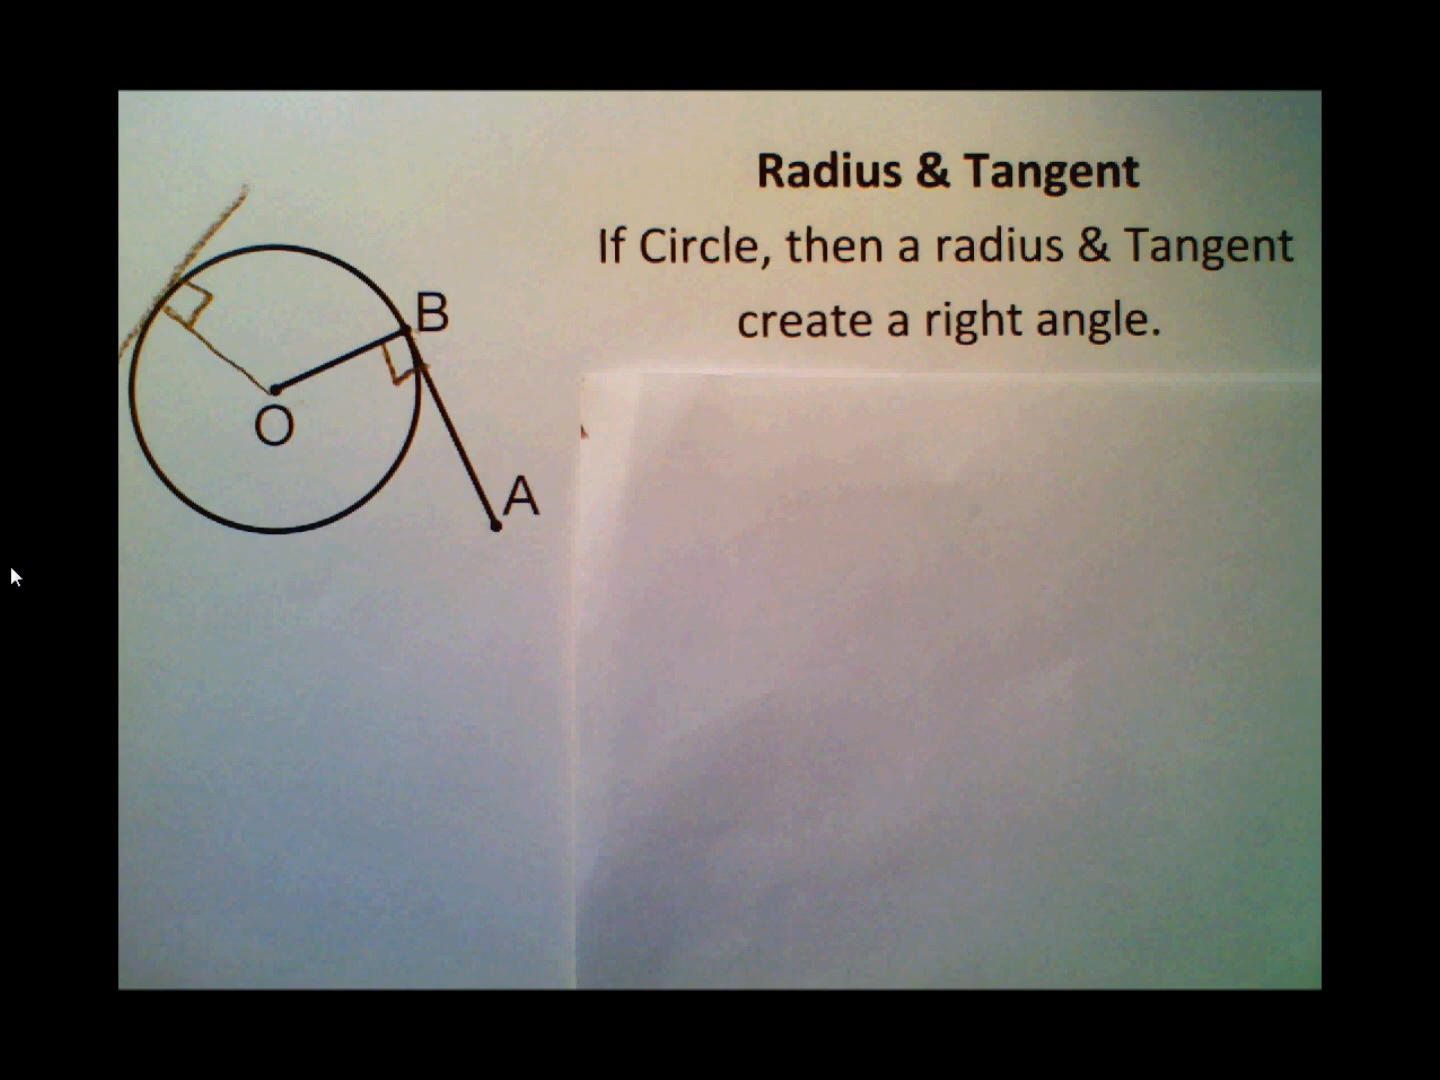 Radius & Tangent
If Circle, then a radius & Tangent
create a right angle.
B
O
A